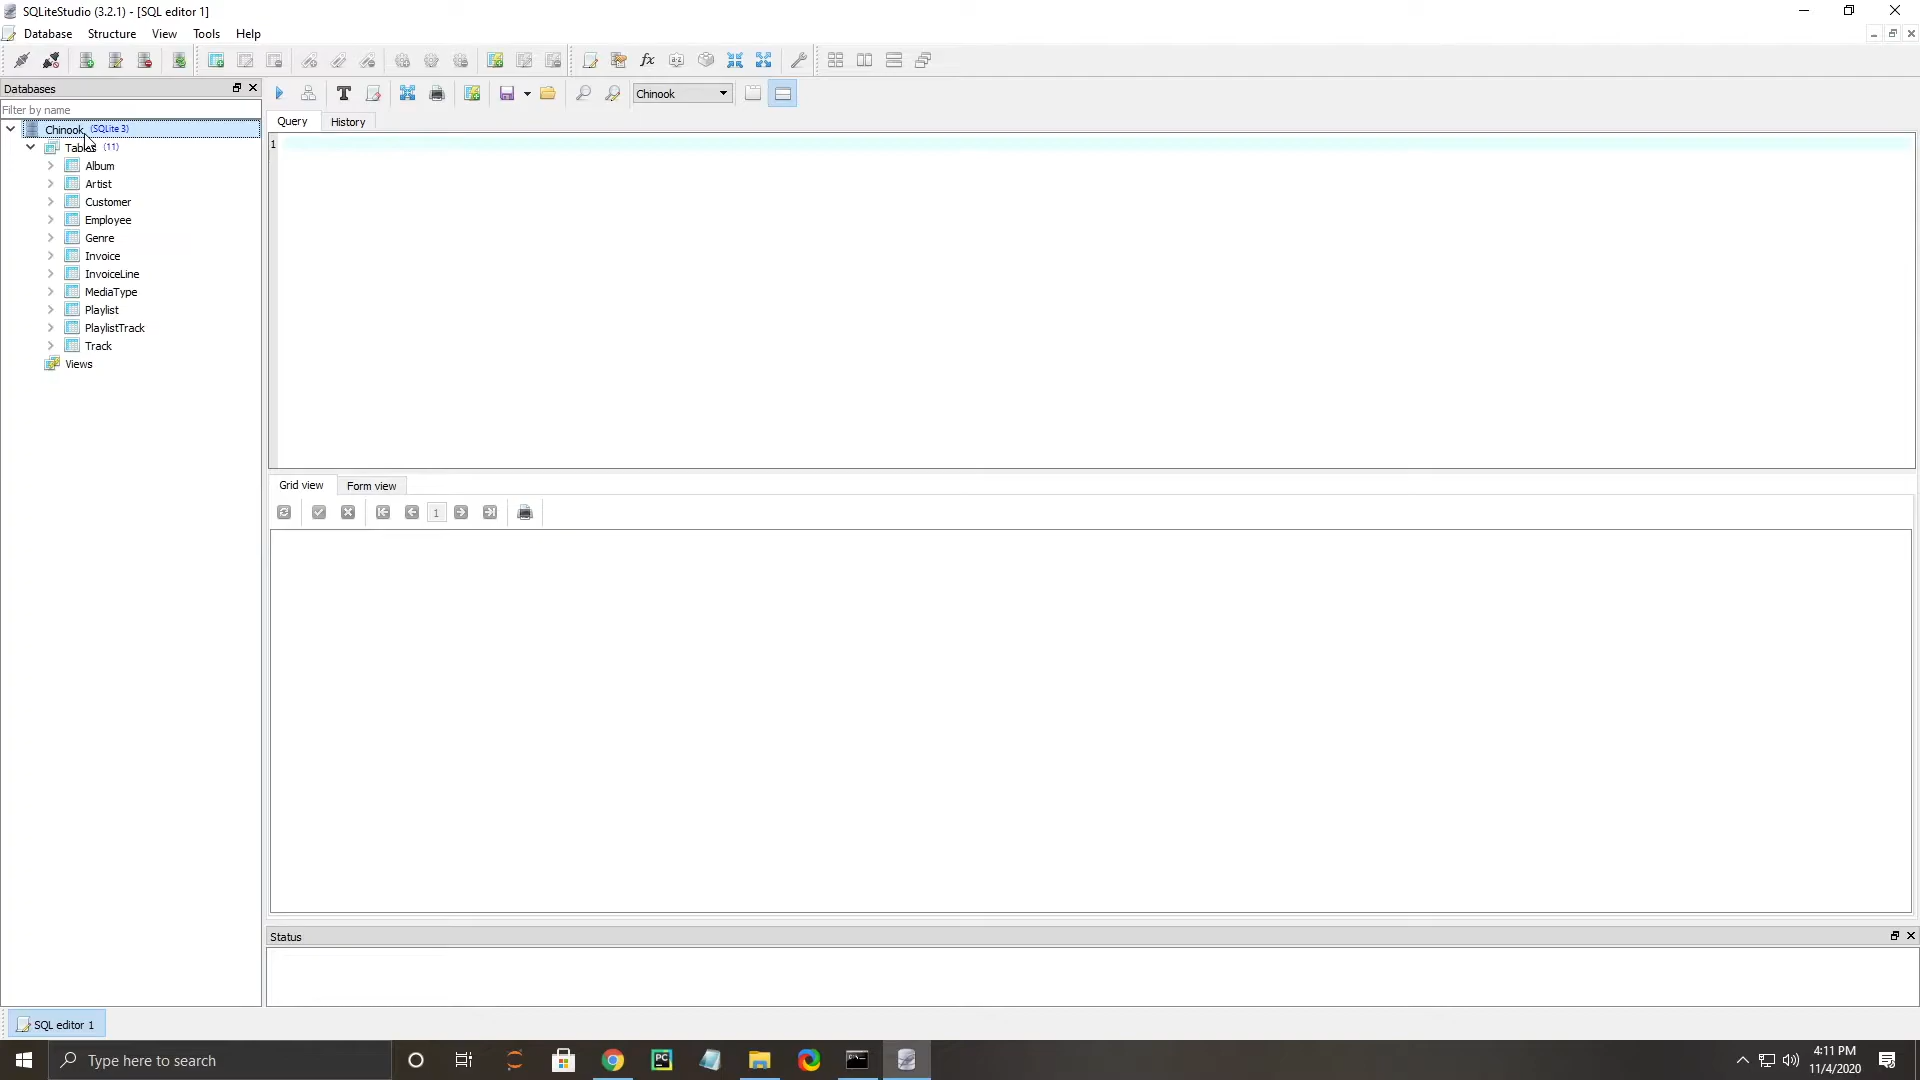 SQLiteStudio (3.2.1) - [SQL editor 1]
Database Structure View Tools Help
Databases
Filter by name
Chinook (SQLite 3)
Tables (11)
Album
Artist
Customer
Employee
Genre
Invoice
InvoiceLine
MediaType
Playlist
PlaylistTrack
Track
Views
Chinook
Query History
1
Grid view Form view
1
Status
SQL editor 1
Type here to search
PC
4:11 PM
11/4/2020